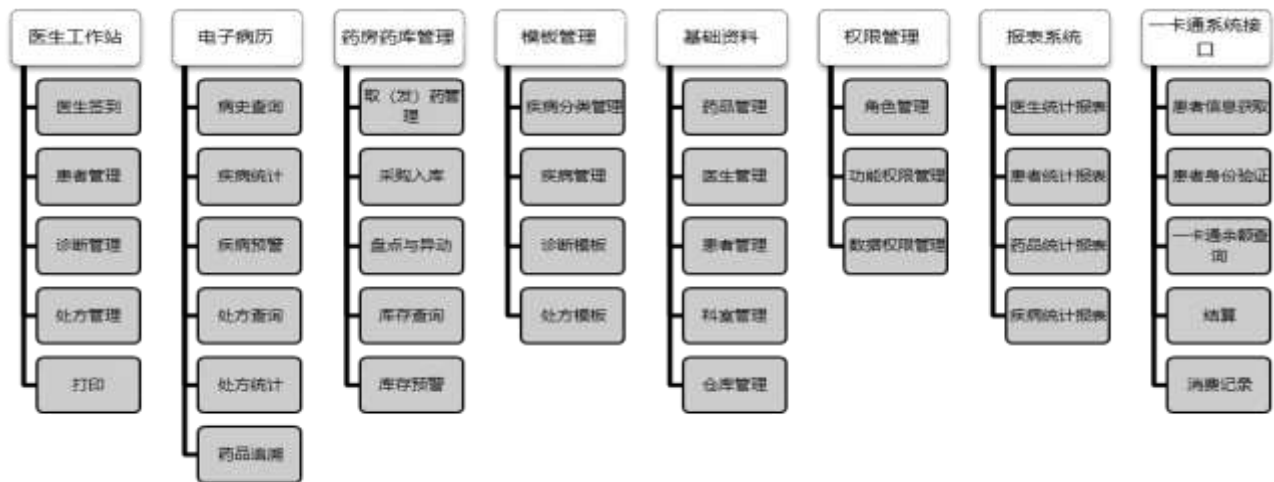 医生工作站
医生签到
患者管理
诊断管理
处方管理
打印
电子病历
病史查询
疾病统计
疾病预警
处方查询
处方统计
药品追溯
药房药库管理
取（发）药管
理
采购入库
盘点与异动
库存查询
库存预警
模板管理
疾病分类管理
疾病管理
诊断模板
处方模板
基础资料
药品管理
医生管理
患者管理
科室管理
仓库管理
权限管理
角色管理
功能权限管理
数据权限管理
报表系统
医生统计报表
患者统计报表
药品统计报表
疾病统计报表
一卡通系统接
口
患者信息获取
患者身份验证
一卡通余额查
询
结算
消费记录